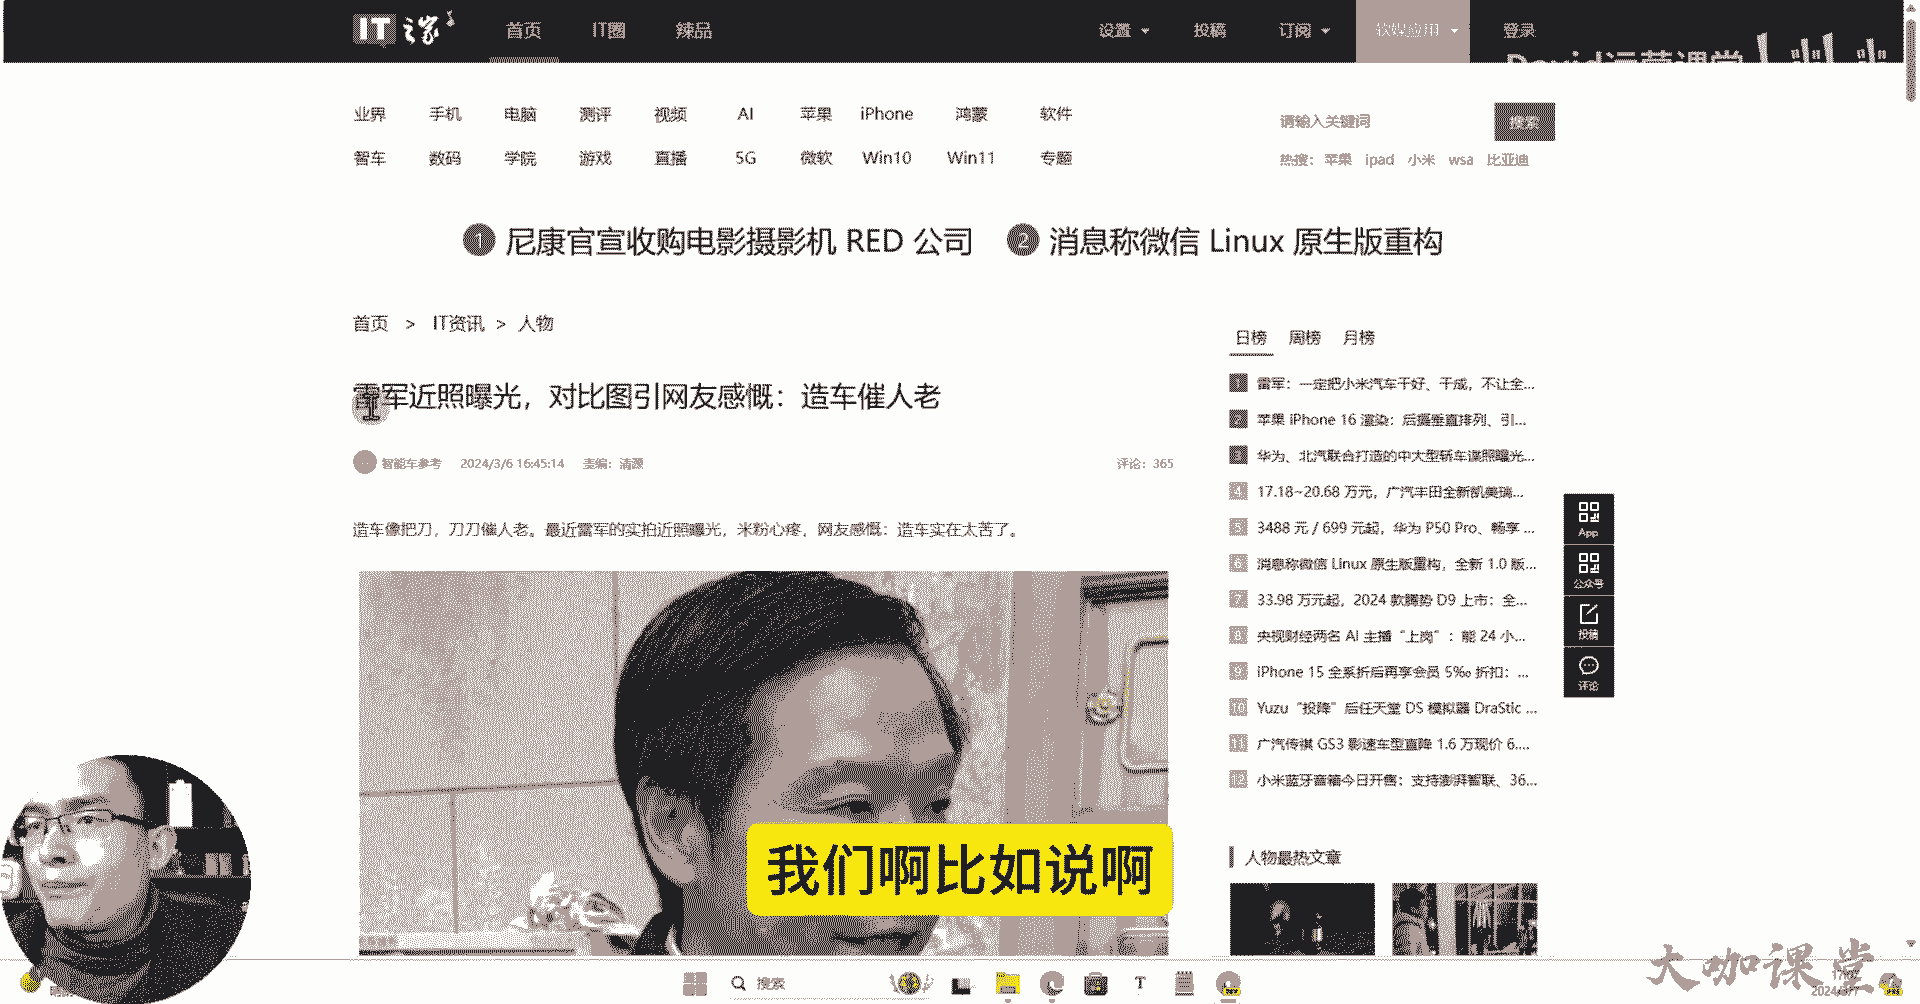 IT之家
首页 IT圈 辣品
设置 投稿 订阅 软媒应用 登录
David运营课堂
业界 手机 电脑 测评 视频 AI 苹果 iPhone 鸿蒙 软件
请输入关键词 搜索
智车 数码 学院 游戏 直播 5G 微软 Win10 Win11 专题
热搜: 苹果 ipad 小米 wsa 比亚迪
1 尼康官宣收购电影摄影机 RED 公司 2 消息称微信 Linux 原生版重构
首页 > IT资讯 > 人物
日榜 周榜 月榜
雷军近照曝光，对比图引网友感慨：造车催人老
智能车参考 2024/3/6 16:45:14 责编：清源
评论：365
造车像把刀，刀刀催人老。最近雷军的实拍近照曝光，米粉心疼，网友感慨：造车实在太苦了。
1 雷军：一定把小米汽车干好、干成，不让全...
2 苹果 iPhone 16 渲染：后摄垂直排列、引...
3 华为、北汽联合打造的中大型轿车谍照曝光...
4 17.18~20.68 万元，广汽丰田全新凯美瑞...
5 3488 元 / 699 元起，华为 P50 Pro、畅享 ...
6 消息称微信 Linux 原生版重构，全新 1.0 版...
7 33.98 万元起，2024 款腾势 D9 上市：全...
8 央视财经两名 AI 主播“上岗”：能 24 小...
9 iPhone 15 全系折后再享会员 5‰ 折扣：...
10 Yuzu“投降”后任天堂 DS 模拟器 DraStic ...
11 广汽传祺 GS3 影速车型直降 1.6 万现价 6....
12 小米蓝牙音箱今日开售：支持澎湃智联、36...
App
公众号
投稿
评论
人物最热文章
我们啊比如说啊
搜索
大咖课堂